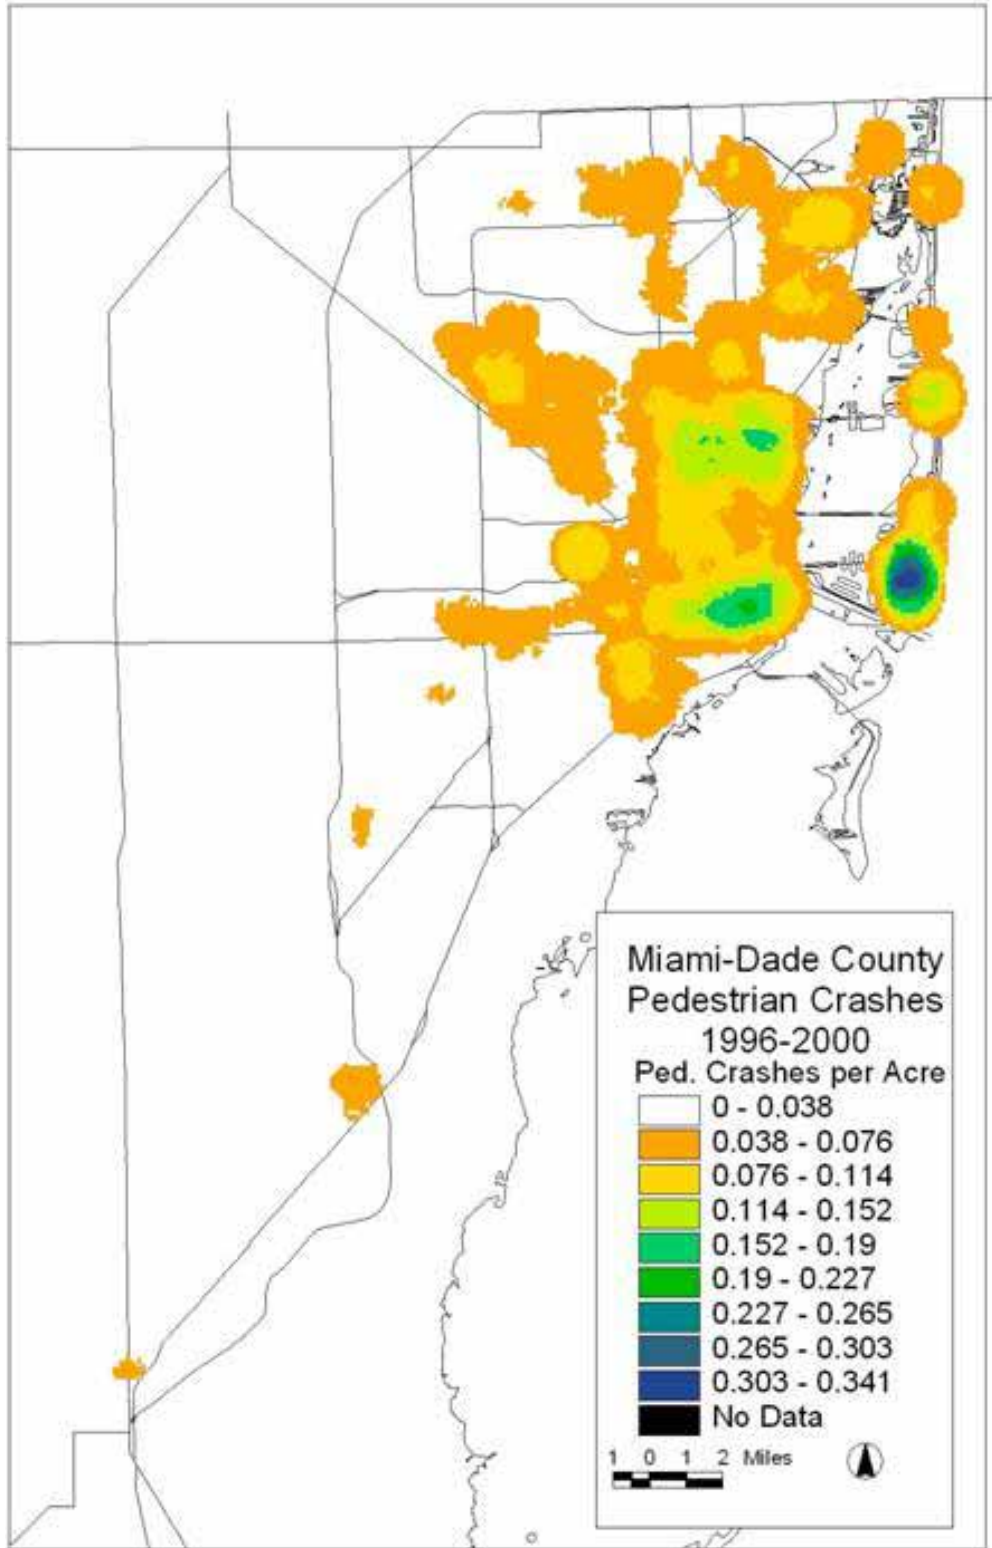 Miami-Dade County
Pedestrian Crashes
1996-2000
Ped. Crashes per Acre
0 - 0.038
0.038 - 0.076
0.076 - 0.114
0.114 - 0.152
0.152 - 0.19
0.19 - 0.227
0.227 - 0.265
0.265 - 0.303
0.303 - 0.341
No Data
1 0 1 2 Miles